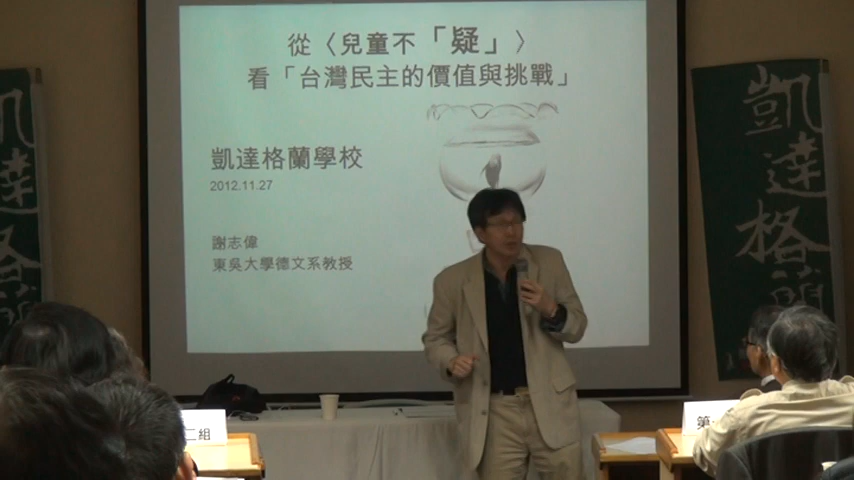 從〈兒童不「疑」〉
看「台灣民主的價值與挑戰」
凱達格蘭學校
2012.11.27
謝志偉
東吳大學德文系教授
凱達格蘭
凱達格蘭
二組
第